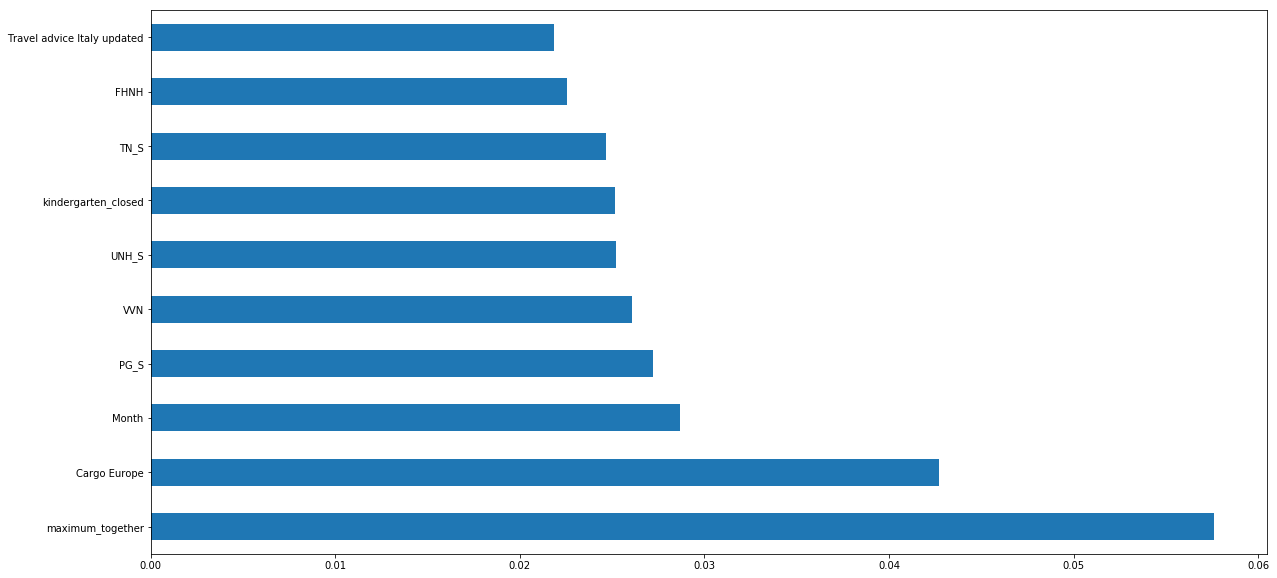 Travel advice Italy updated
FHNH
TN_S
kindergarten_closed
UNH_S
VVN
PG_S
Month
Cargo Europe
maximum_together
0.00 0.01 0.02 0.03 0.04 0.05 0.06